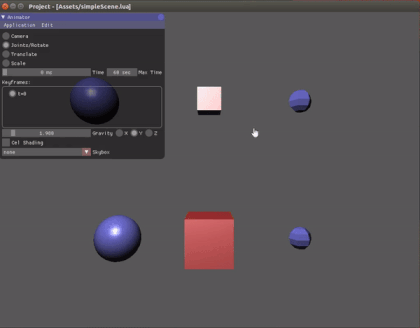 Project - [Assets/simpleScene.lua]
Animator
Application Edit
Camera
Joints/Rotate
Translate
Scale
0 ms Time 60 sec Max Time
Keyframes:
t=0
1.900 Gravity X Y Z
Cel Shading
none Skybox